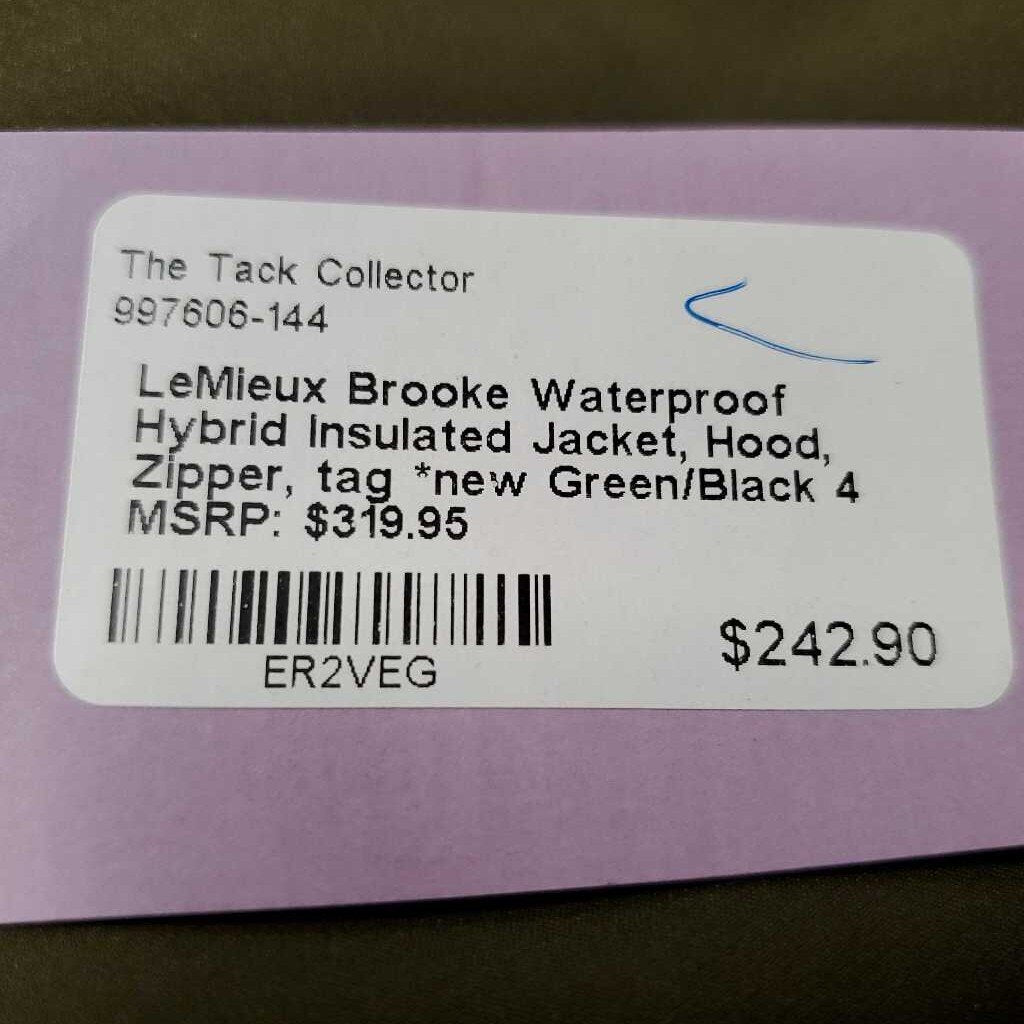 The Tack Collector
997606-144
LeMieux Brooke Waterproof
Hybrid Insulated Jacket, Hood,
Zipper, tag *new Green/Black 4
MSRP: $319.95
ER2VEG
$242.90